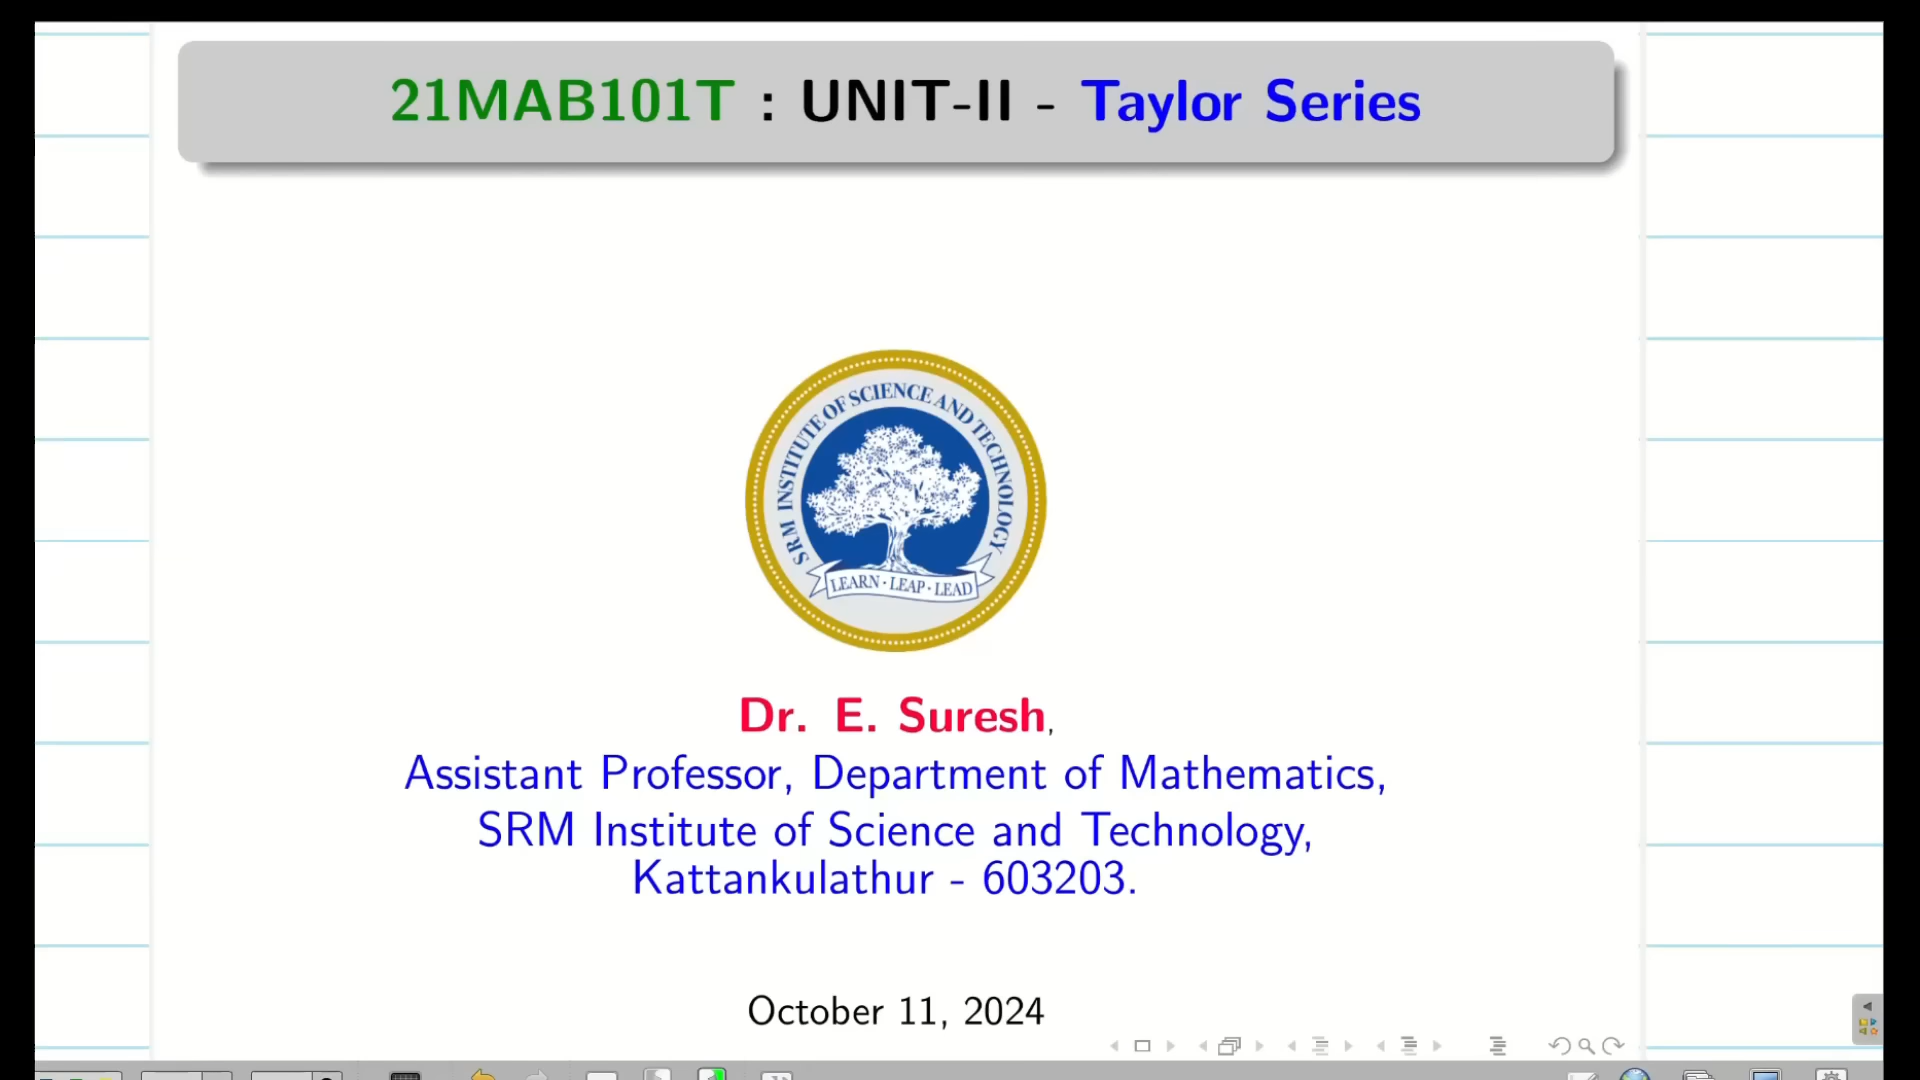 21MAB101T : UNIT-II - Taylor Series
SRM INSTITUTE OF SCIENCE AND TECHNOLOGY
LEARN · LEAP · LEAD
Dr. E. Suresh,
Assistant Professor, Department of Mathematics,
SRM Institute of Science and Technology,
Kattankulathur - 603203.
October 11, 2024